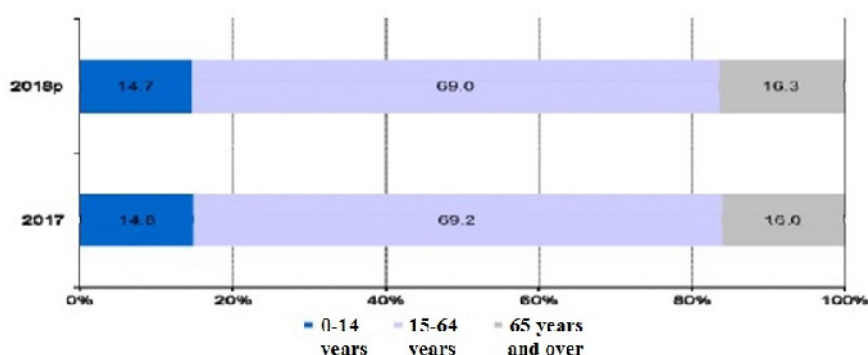 2018p 14.7 69.0 16.3
2017 14.8 69.2 16.0
0% 20% 40% 60% 80% 100%
0-14 15-64 65 years
years years and over